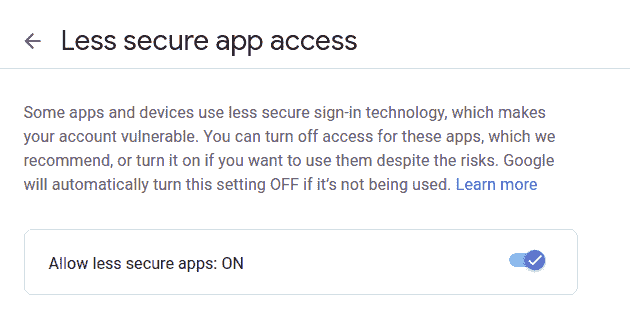 Less secure app access
Some apps and devices use less secure sign-in technology, which makes
your account vulnerable. You can turn off access for these apps, which we
recommend, or turn it on if you want to use them despite the risks. Google
will automatically turn this setting OFF if it’s not being used. Learn more
Allow less secure apps: ON